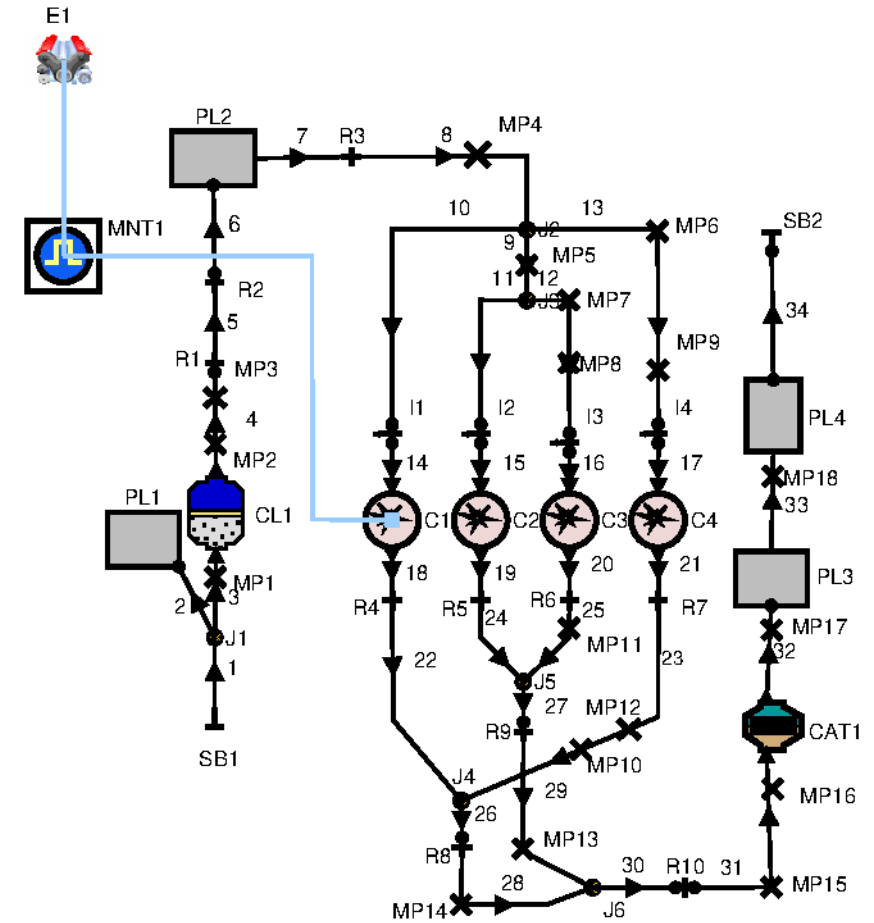 E1
PL2
7
R3
8
MP4
MNT1
6
10
13
J2
9
MP6
SB2
MP5
11
12
J3
MP7
R2
5
34
R1
MP3
MP8
MP9
4
I1
I2
I3
I4
PL4
MP2
14
15
16
17
MP18
PL1
CL1
33
C1
C2
C3
C4
MP1
18
19
20
21
PL3
2
3
R4
R5
24
R6
25
R7
MP17
J1
MP11
32
1
22
23
J5
27
MP12
SB1
R9
CAT1
J4
MP10
29
MP16
26
R8
MP13
30
R10
31
28
MP15
MP14
J6